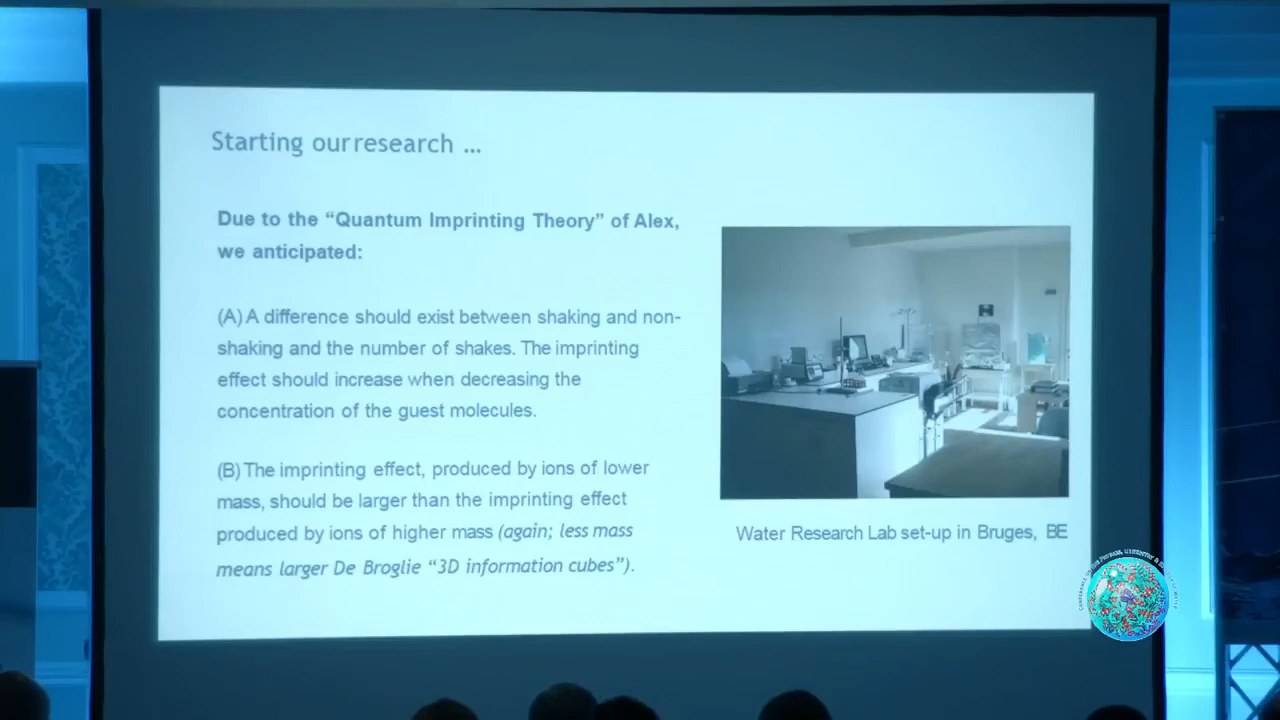 Starting our research ...
Due to the “Quantum Imprinting Theory” of Alex,
we anticipated:
(A) A difference should exist between shaking and non-
shaking and the number of shakes. The imprinting
effect should increase when decreasing the
concentration of the guest molecules.
(B) The imprinting effect, produced by ions of lower
mass, should be larger than the imprinting effect
produced by ions of higher mass (again; less mass
means larger De Broglie “3D information cubes”).
Water Research Lab set-up in Bruges, BE